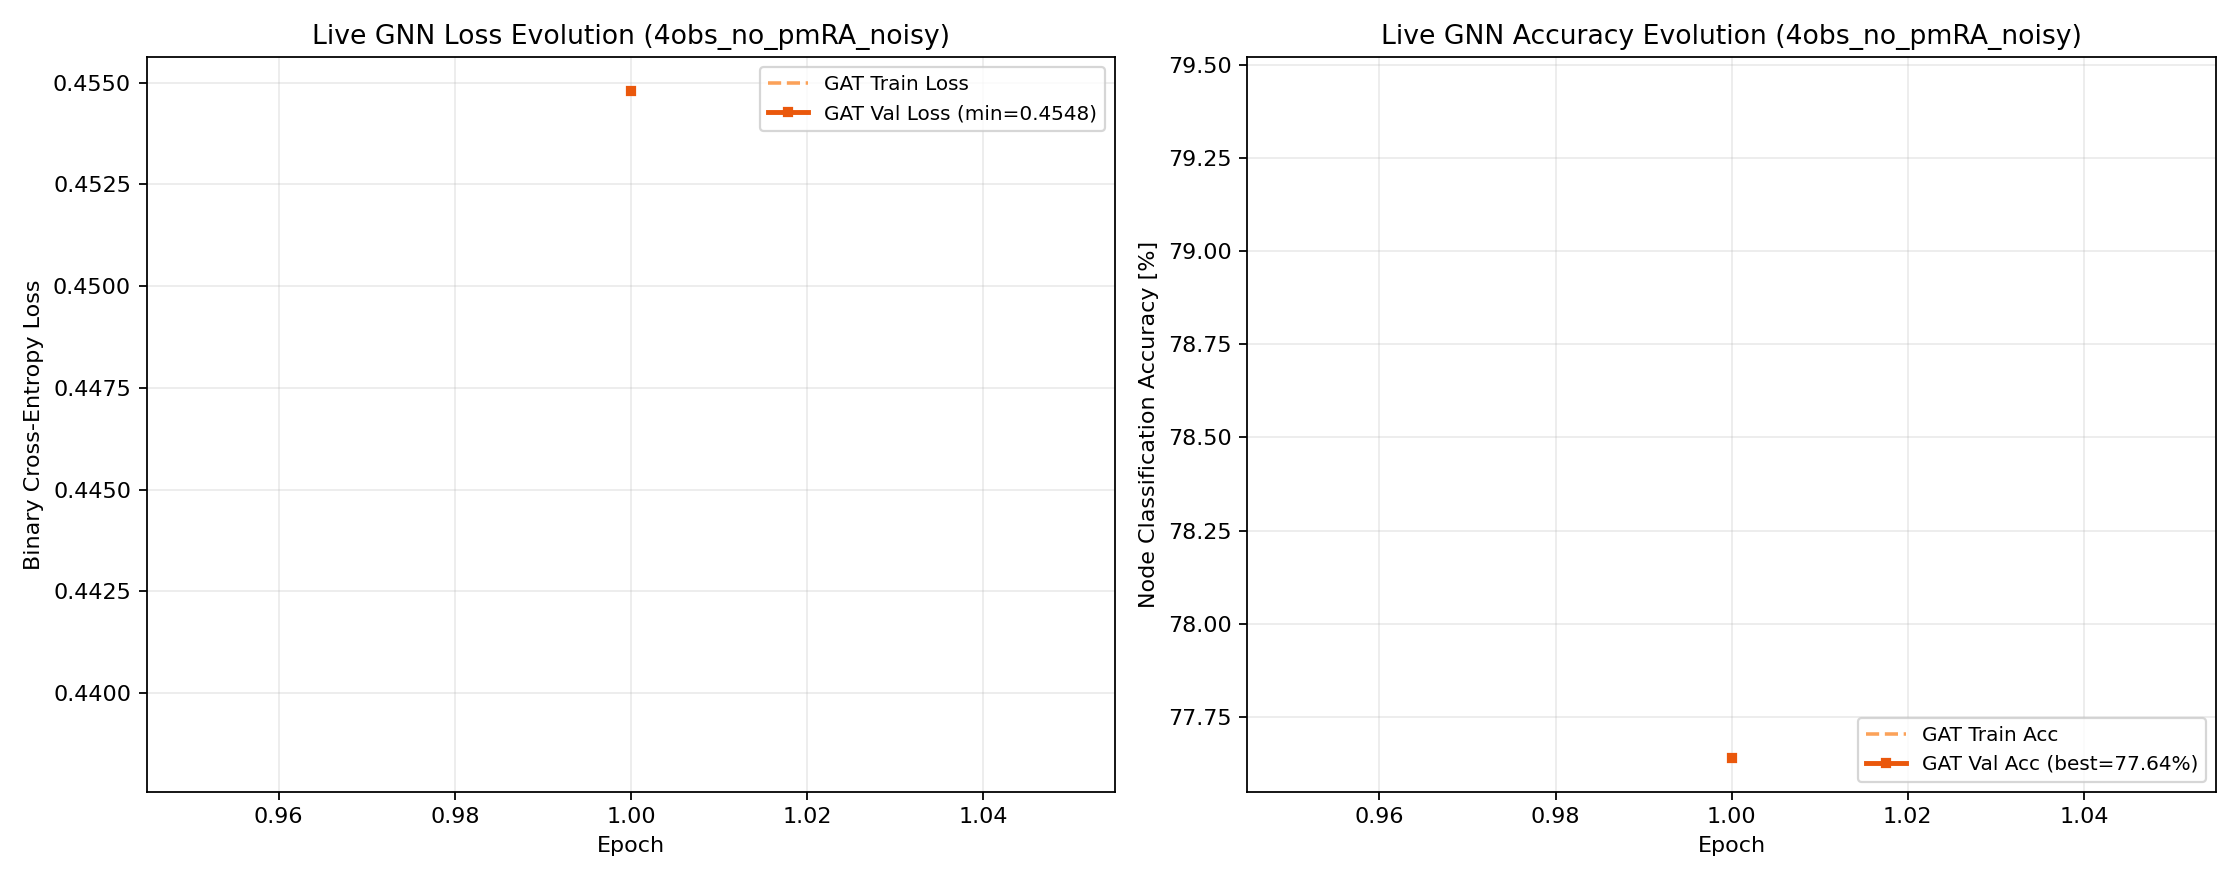 Live GNN Loss Evolution (4obs_no_pmRA_noisy)
Binary Cross-Entropy Loss
0.4550
0.4525
0.4500
0.4475
0.4450
0.4425
0.4400
GAT Train Loss
GAT Val Loss (min=0.4548)
0.96 0.98 1.00 1.02 1.04
Epoch
Live GNN Accuracy Evolution (4obs_no_pmRA_noisy)
Node Classification Accuracy [%]
79.50
79.25
79.00
78.75
78.50
78.25
78.00
77.75
GAT Train Acc
GAT Val Acc (best=77.64%)
0.96 0.98 1.00 1.02 1.04
Epoch